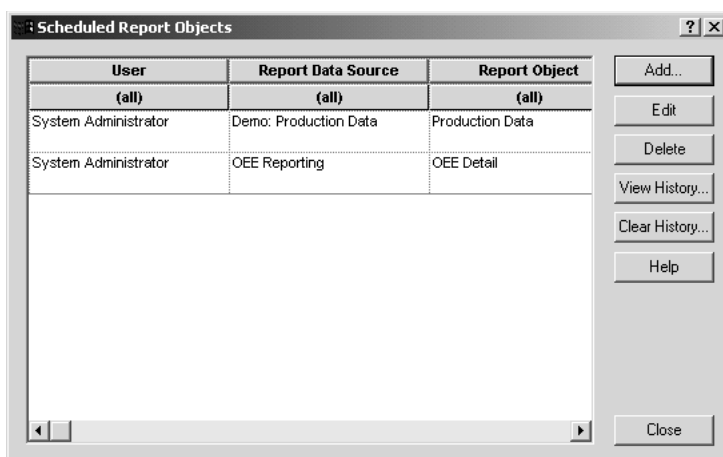 Scheduled Report Objects
User Report Data Source Report Object
(all) (all) (all)
System Administrator Demo: Production Data Production Data
System Administrator OEE Reporting OEE Detail
Add...
Edit
Delete
View History...
Clear History...
Help
Close